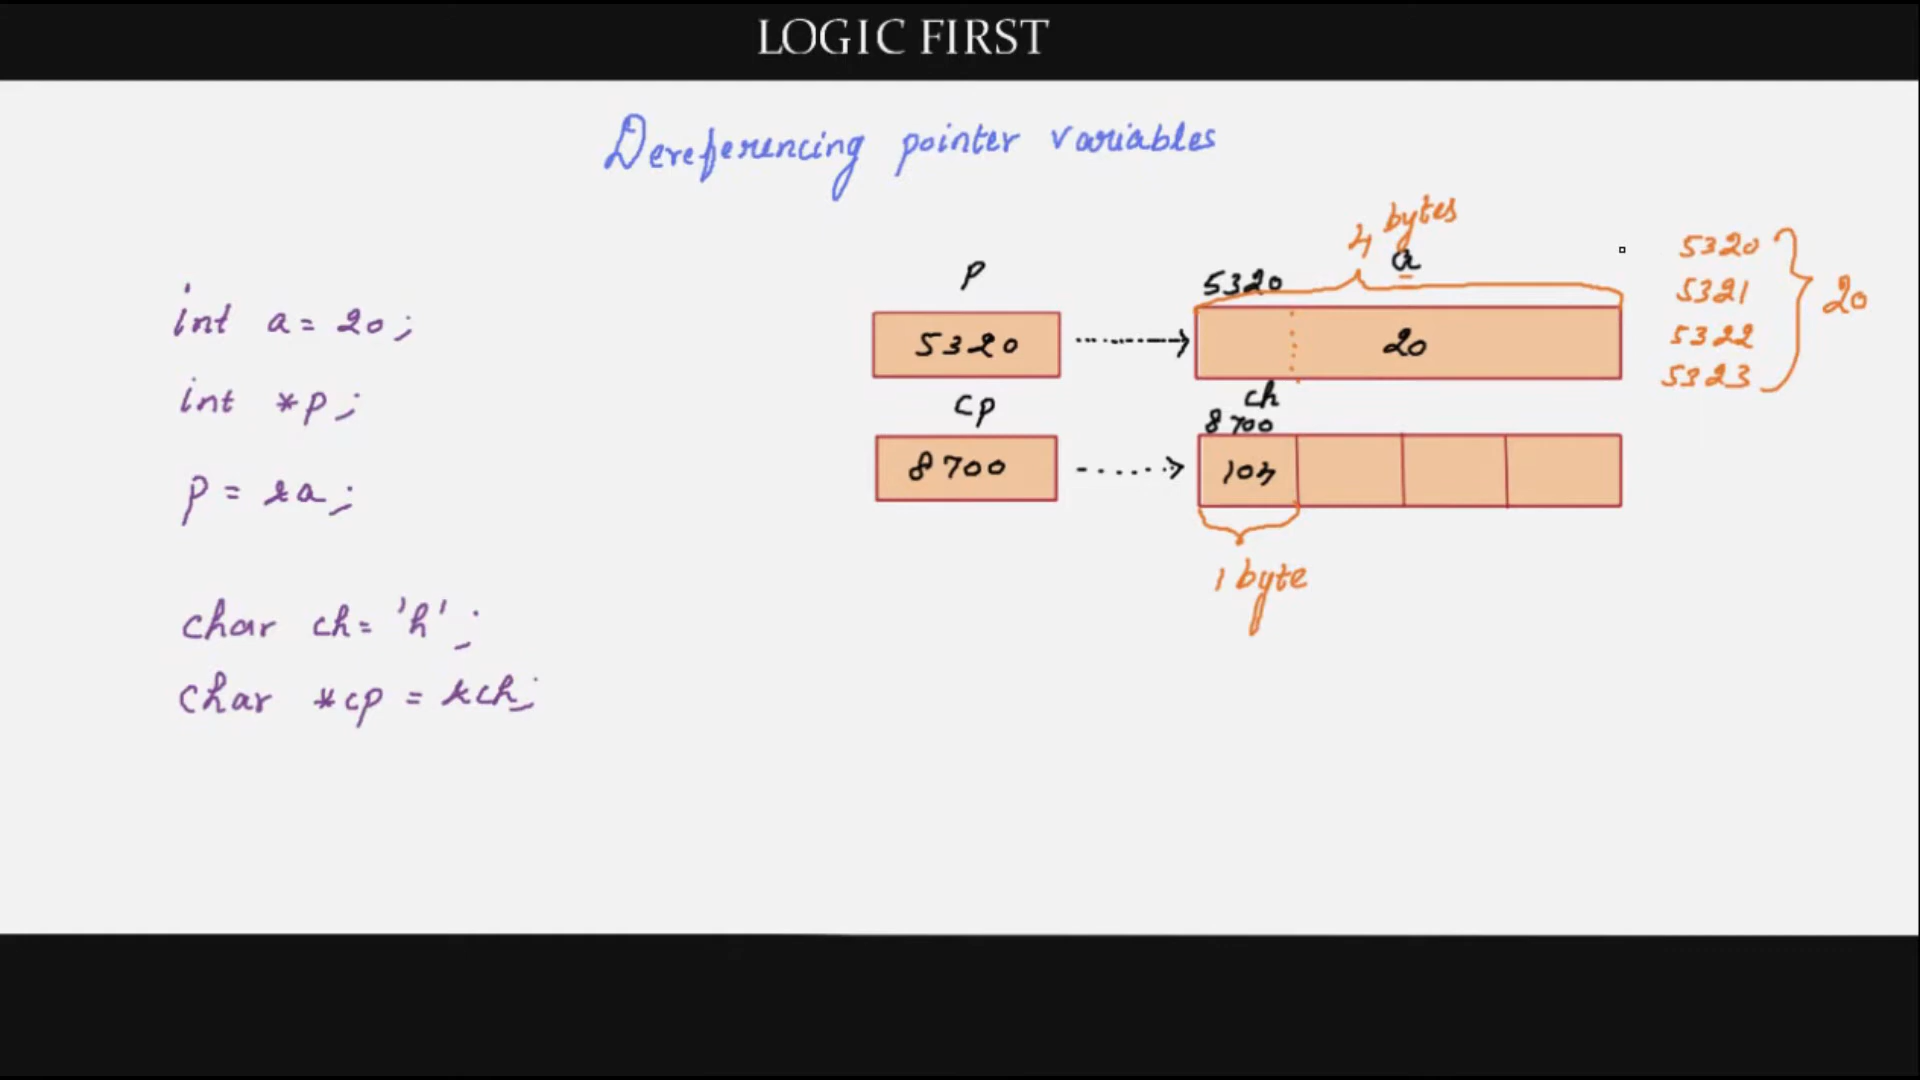 LOGIC FIRST
Dereferencing pointer variables
int a = 20;
int *p;
p = &a;
char ch = 'h';
char *cp = &ch;
4 bytes
p
5320
a
5320
20
cp
8700
ch
8700
104
1 byte
5320
5321
5322
5323
20